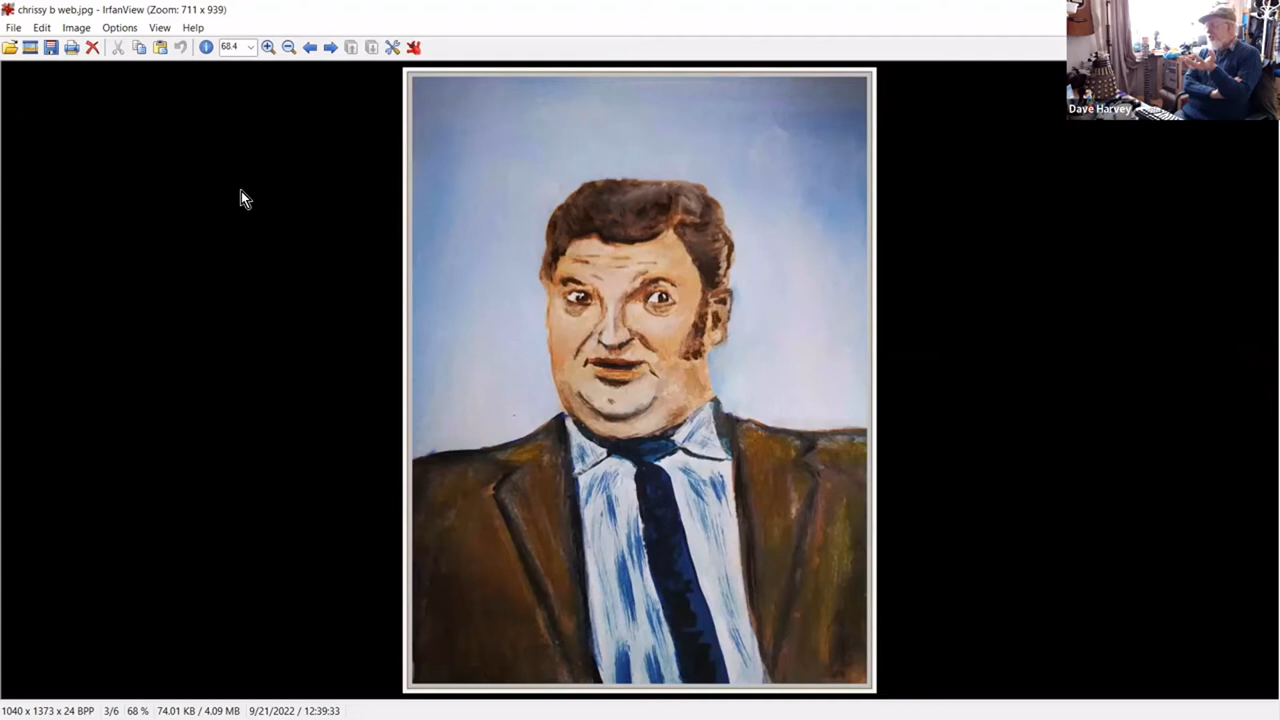 chrissy b web.jpg - IrfanView (Zoom: 711 x 939)
File Edit Image Options View Help
68.4
Dave Harvey
1040 x 1373 x 24 BPP 3/6 68 % 74.01 KB / 4.09 MB 9/21/2022 / 12:39:33